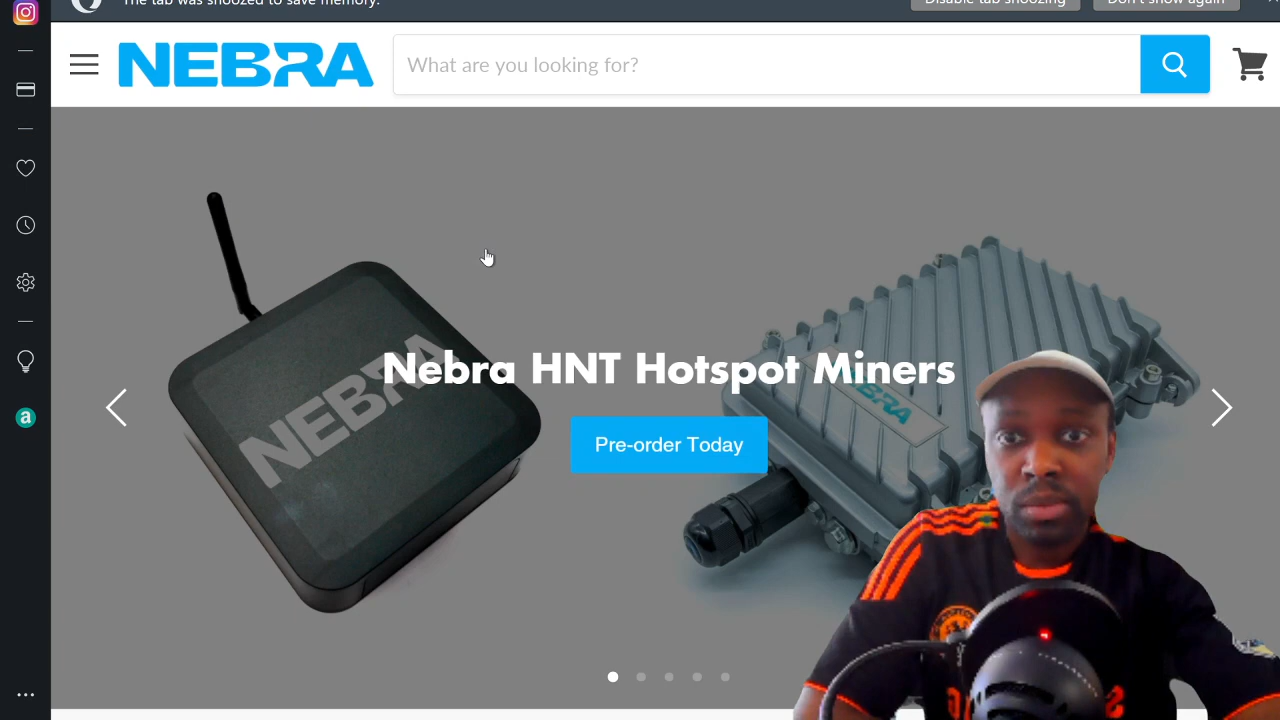 The tab was snoozed to save memory.
Disable tab snoozing
Don't show again
NEBRA
What are you looking for?
NEBRA
Nebra HNT Hotspot Miners
Pre-order Today
a